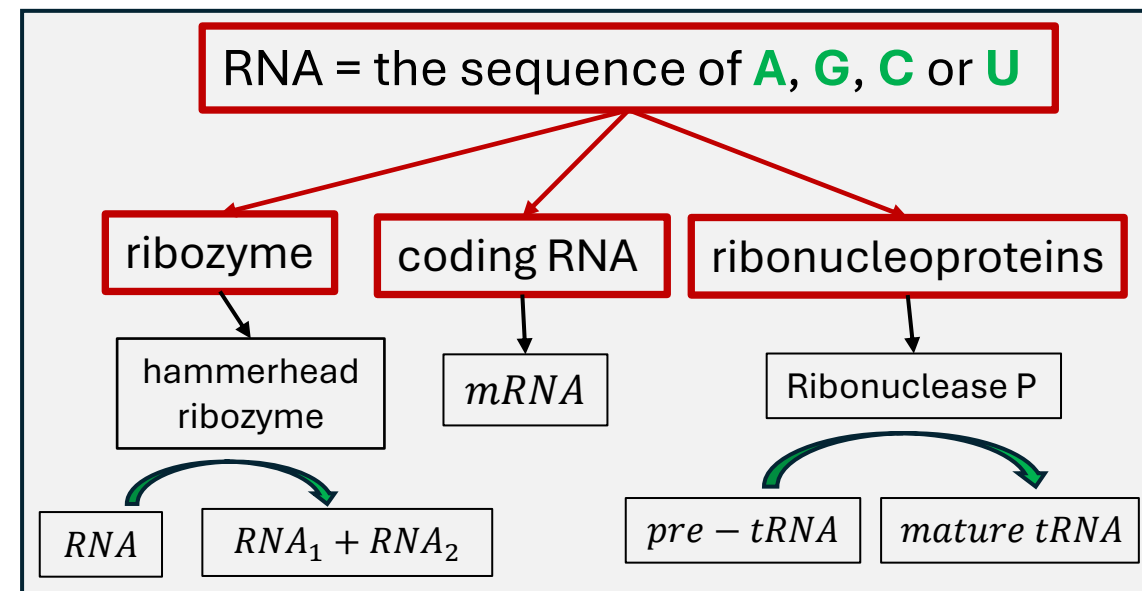 RNA = the sequence of A, G, C or U
ribozyme
coding RNA
ribonucleoproteins
hammerhead
ribozyme
mRNA
Ribonuclease P
RNA
RNA₁ + RNA₂
pre − tRNA
mature tRNA